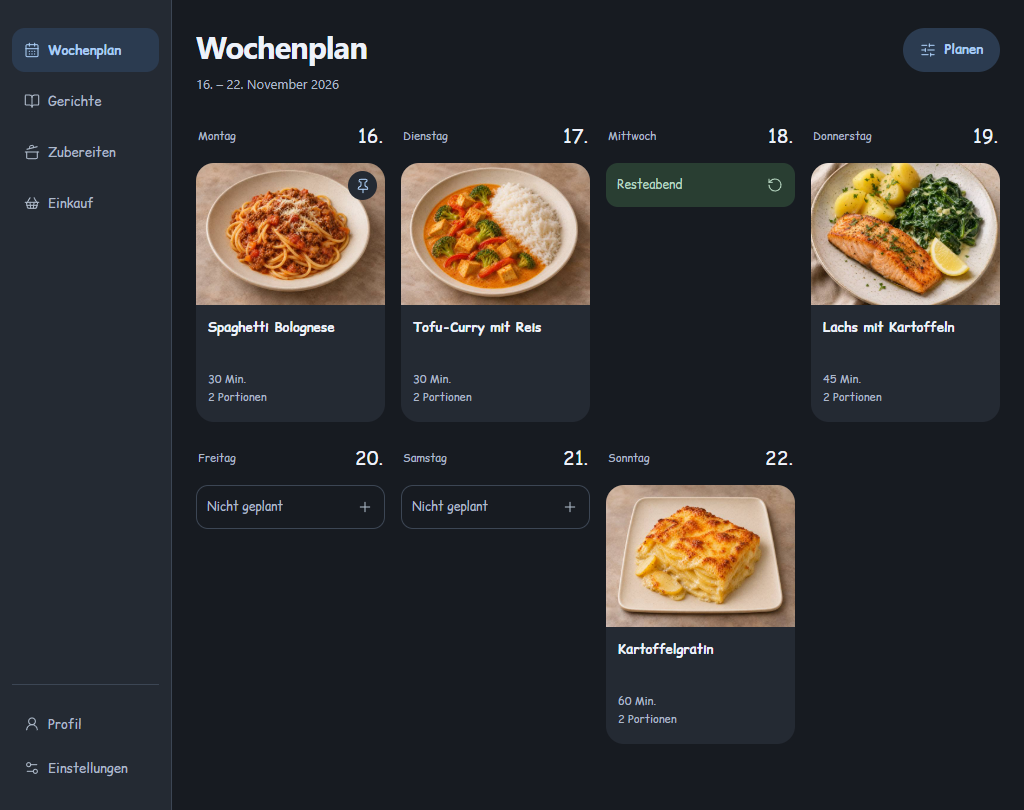 Wochenplan
Gerichte
Zubereiten
Einkauf
Profil
Einstellungen
Wochenplan
Planen
16. – 22. November 2026
Montag 16.
Dienstag 17.
Mittwoch 18.
Donnerstag 19.
Spaghetti Bolognese
30 Min.
2 Portionen
Tofu-Curry mit Reis
30 Min.
2 Portionen
Resteabend
Lachs mit Kartoffeln
45 Min.
2 Portionen
Freitag 20.
Samstag 21.
Sonntag 22.
Nicht geplant
Nicht geplant
Kartoffelgratin
60 Min.
2 Portionen